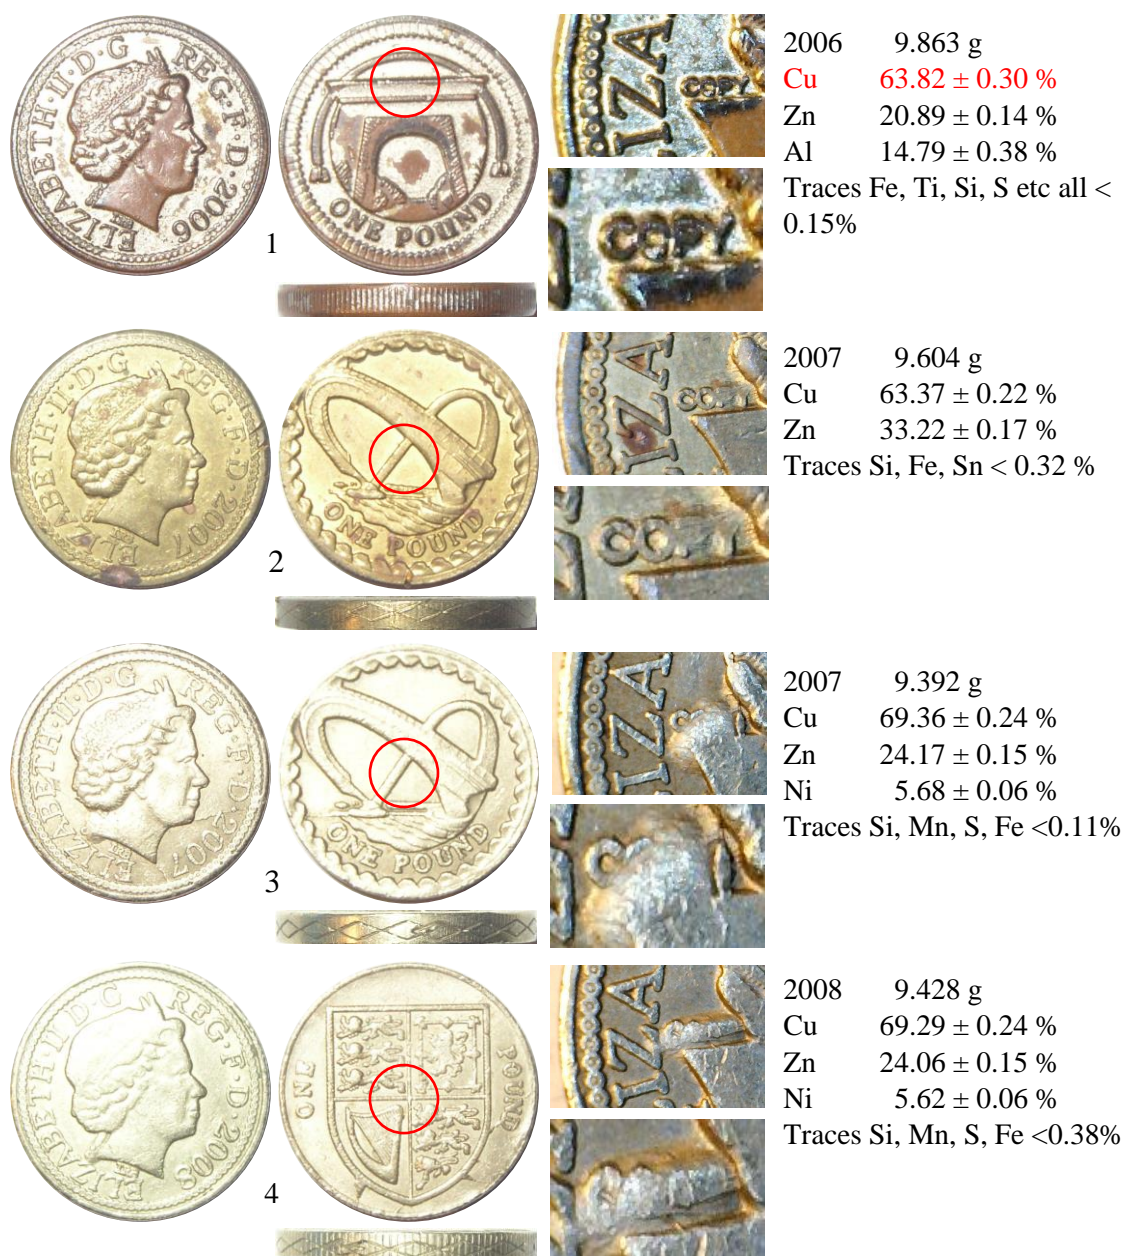 ELIZABETH·II·D·G REG·F·D·2006
ONE POUND
1
IZA
COPY
COPY
2006 9.863 g
Cu 63.82 ± 0.30 %
Zn 20.89 ± 0.14 %
Al 14.79 ± 0.38 %
Traces Fe, Ti, Si, S etc all <
0.15%
ELIZABETH·II·D·G REG·F·D·2007
ONE POUND
2
IZA
2007 9.604 g
Cu 63.37 ± 0.22 %
Zn 33.22 ± 0.17 %
Traces Si, Fe, Sn < 0.32 %
ELIZABETH·II·D·G REG·F·D·2007
ONE POUND
3
IZA
2007 9.392 g
Cu 69.36 ± 0.24 %
Zn 24.17 ± 0.15 %
Ni 5.68 ± 0.06 %
Traces Si, Mn, S, Fe <0.11%
ELIZABETH·II·D·G REG·F·D·2008
ONE POUND
4
IZA
2008 9.428 g
Cu 69.29 ± 0.24 %
Zn 24.06 ± 0.15 %
Ni 5.62 ± 0.06 %
Traces Si, Mn, S, Fe <0.38%